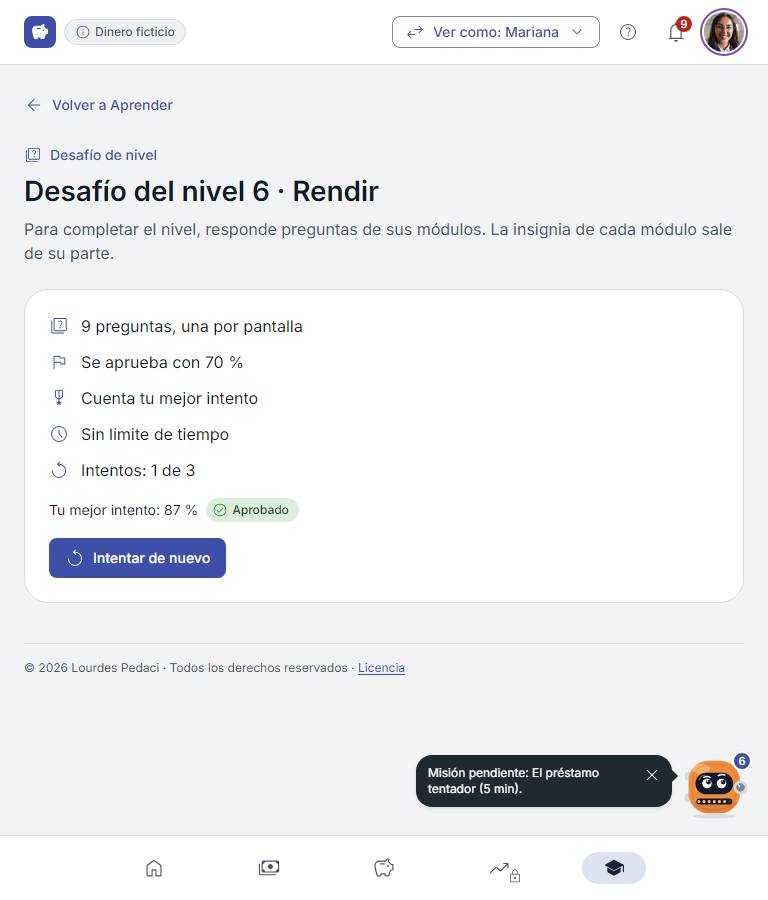 Dinero ficticio
Ver como: Mariana
9
Volver a Aprender
Desafío de nivel
Desafío del nivel 6 · Rendir
Para completar el nivel, responde preguntas de sus módulos. La insignia de cada módulo sale
de su parte.
9 preguntas, una por pantalla
Se aprueba con 70 %
Cuenta tu mejor intento
Sin límite de tiempo
Intentos: 1 de 3
Tu mejor intento: 87 % Aprobado
Intentar de nuevo
© 2026 Lourdes Pedaci · Todos los derechos reservados · Licencia
Misión pendiente: El préstamo
tentador (5 min).
6